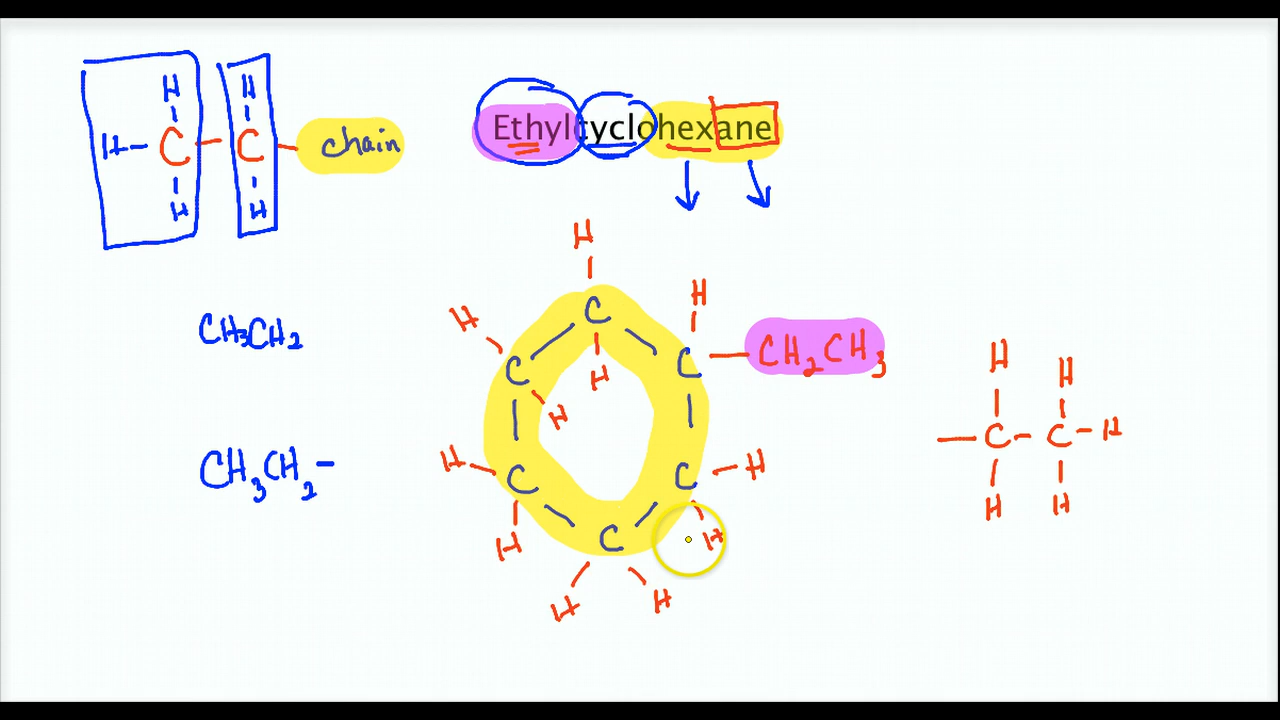 Ethylcyclohexane
H H
H - C - C - chain
H H
CH3CH2
CH3CH2 -
H
H H
C
H C C - CH2CH3
H H
H C C - H
H C H
H H
H H
- C - C - H
H H